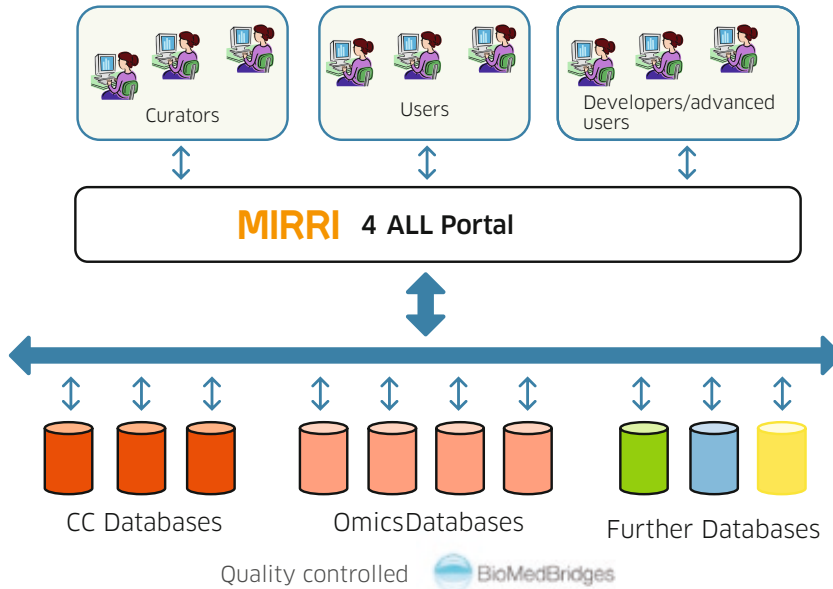 Curators
Users
Developers/advanced
users
MIRRI 4 ALL Portal
CC Databases
OmicsDatabases
Further Databases
Quality controlled BioMedBridges